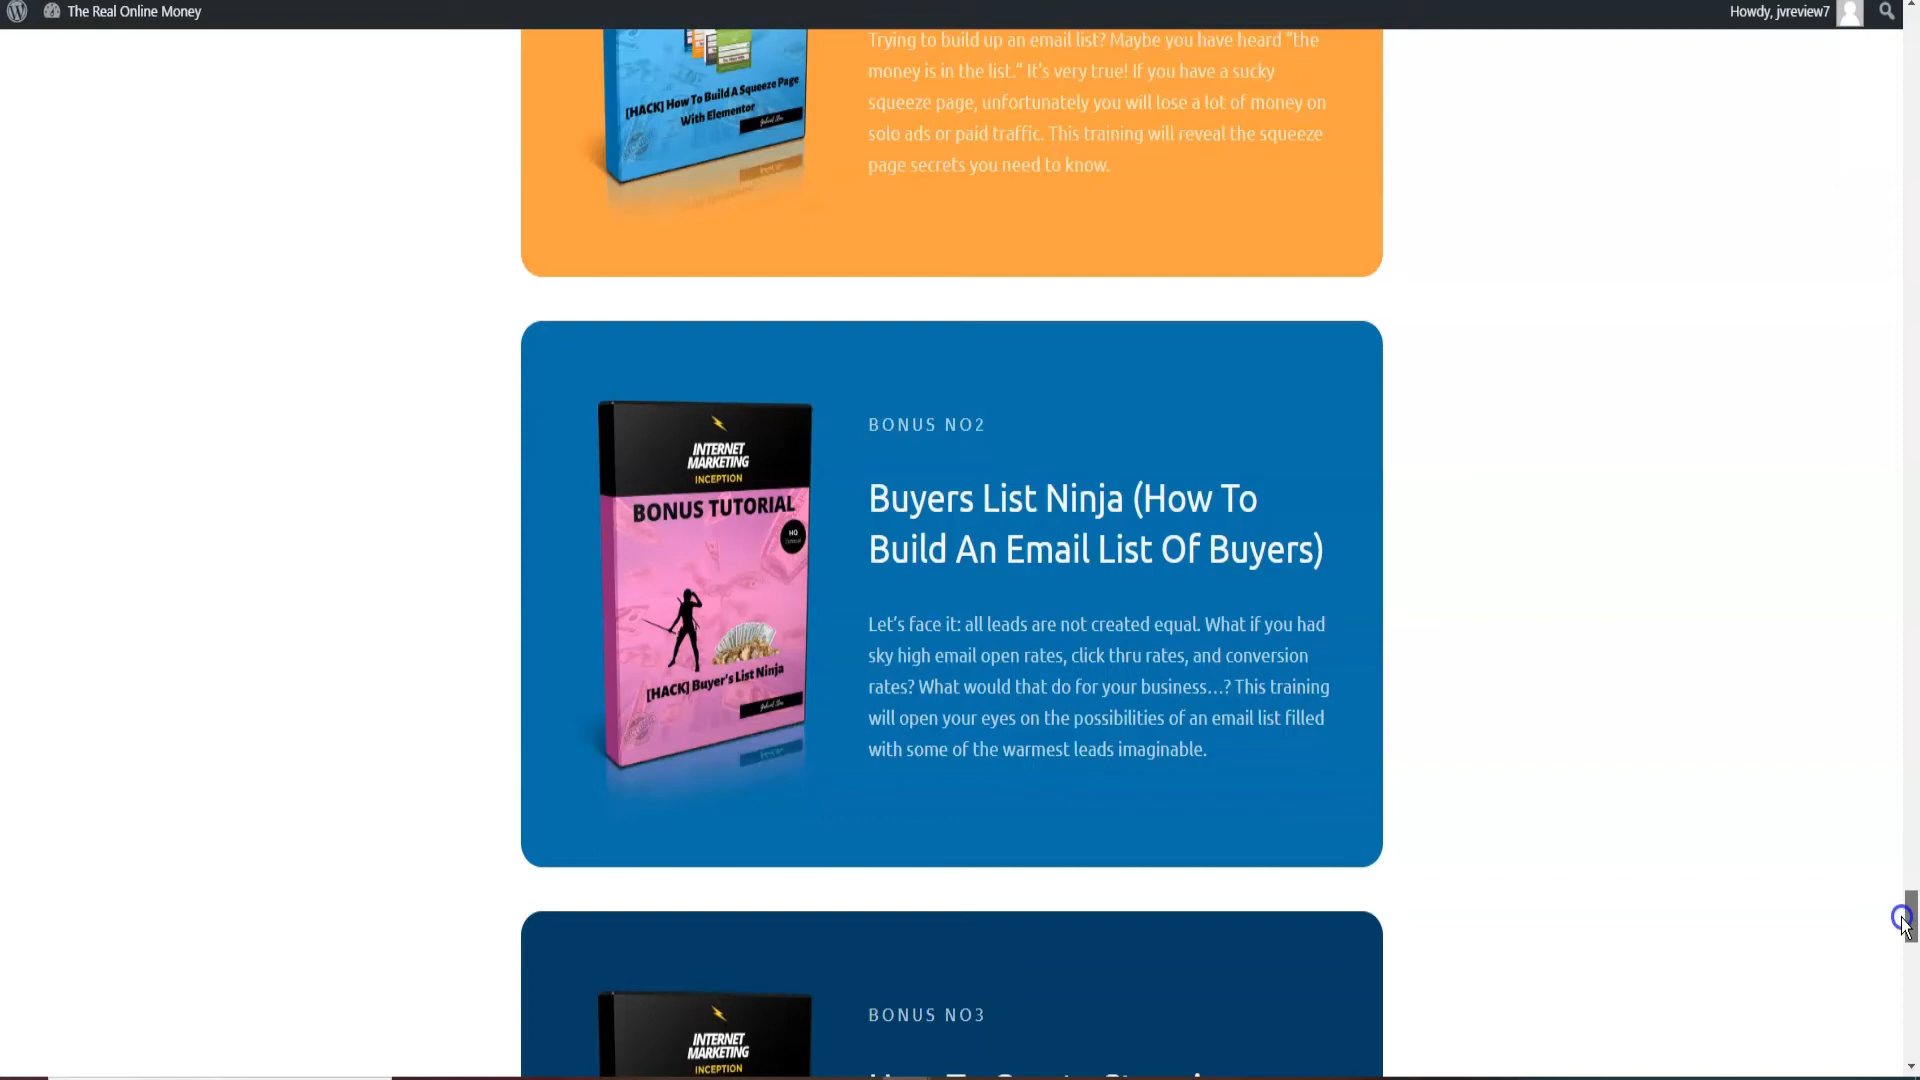 The Real Online Money
Howdy, jvreview7
[HACK] How To Build A Squeeze Page
With Elementor
Trying to build up an email list? Maybe you have heard “the
money is in the list.” It’s very true! If you have a sucky
squeeze page, unfortunately you will lose a lot of money on
solo ads or paid traffic. This training will reveal the squeeze
page secrets you need to know.
INTERNET
MARKETING
INCEPTION
BONUS TUTORIAL
HQ
[HACK] Buyer's List Ninja
BONUS NO2
Buyers List Ninja (How To
Build An Email List Of Buyers)
Let’s face it: all leads are not created equal. What if you had
sky high email open rates, click thru rates, and conversion
rates? What would that do for your business…? This training
will open your eyes on the possibilities of an email list filled
with some of the warmest leads imaginable.
INTERNET
MARKETING
INCEPTION
BONUS NO3